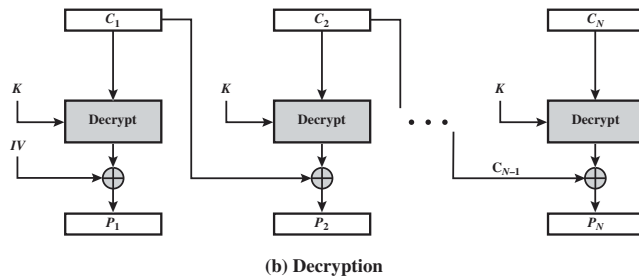 C1 C2 CN
K K K
Decrypt Decrypt Decrypt
IV
CN–1
P1 P2 PN
(b) Decryption